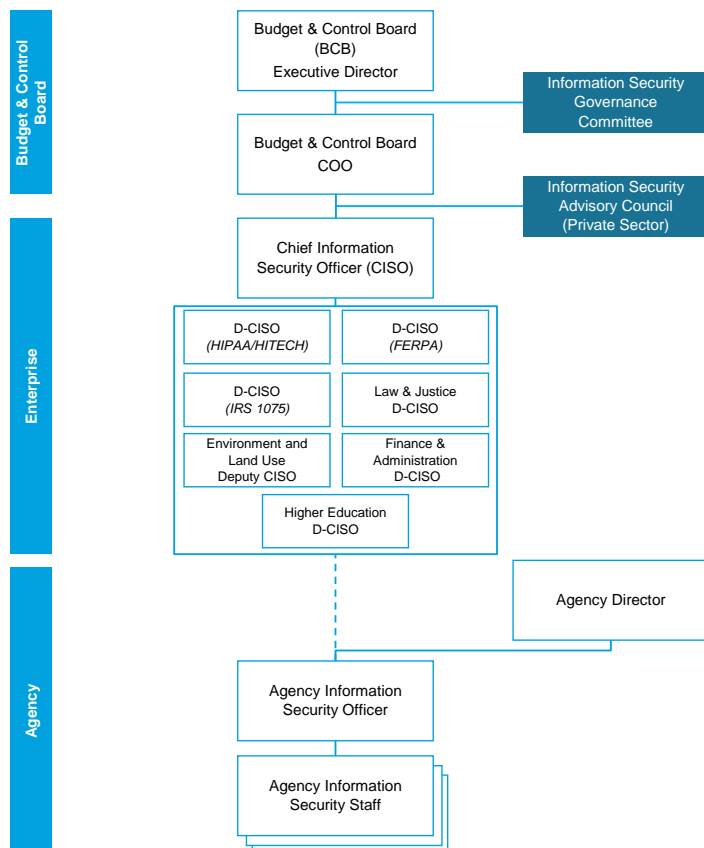 Budget & Control
Board
Budget & Control Board
(BCB)
Executive Director
Information Security
Governance
Committee
Budget & Control Board
COO
Information Security
Advisory Council
(Private Sector)
Enterprise
Chief Information
Security Officer (CISO)
D-CISO
(HIPAA/HITECH)
D-CISO
(FERPA)
D-CISO
(IRS 1075)
Law & Justice
D-CISO
Environment and
Land Use
Deputy CISO
Finance &
Administration
D-CISO
Higher Education
D-CISO
Agency
Agency Director
Agency Information
Security Officer
Agency Information
Security Staff